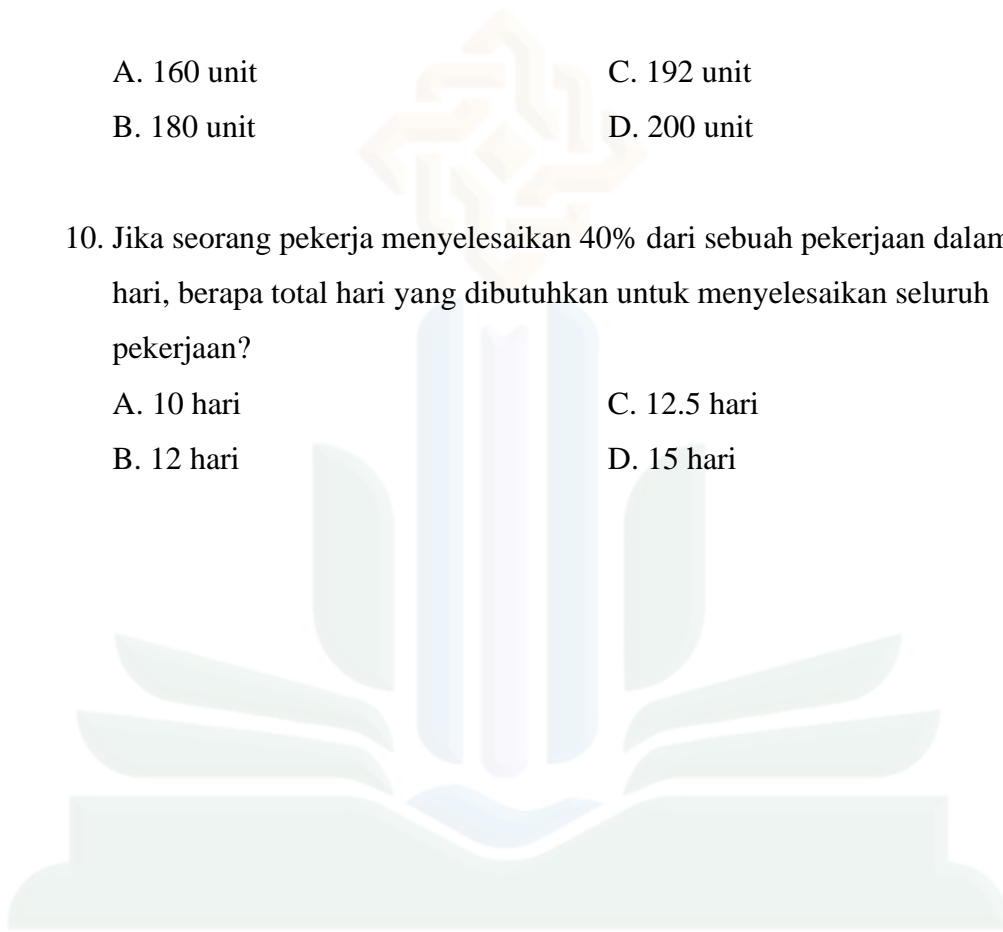 A. 160 unit C. 192 unit
B. 180 unit D. 200 unit
10. Jika seorang pekerja menyelesaikan 40% dari sebuah pekerjaan
hari, berapa total hari yang dibutuhkan untuk menyelesaikan seluruh
pekerjaan?
A. 10 hari C. 12.5 hari
B. 12 hari D. 15 hari